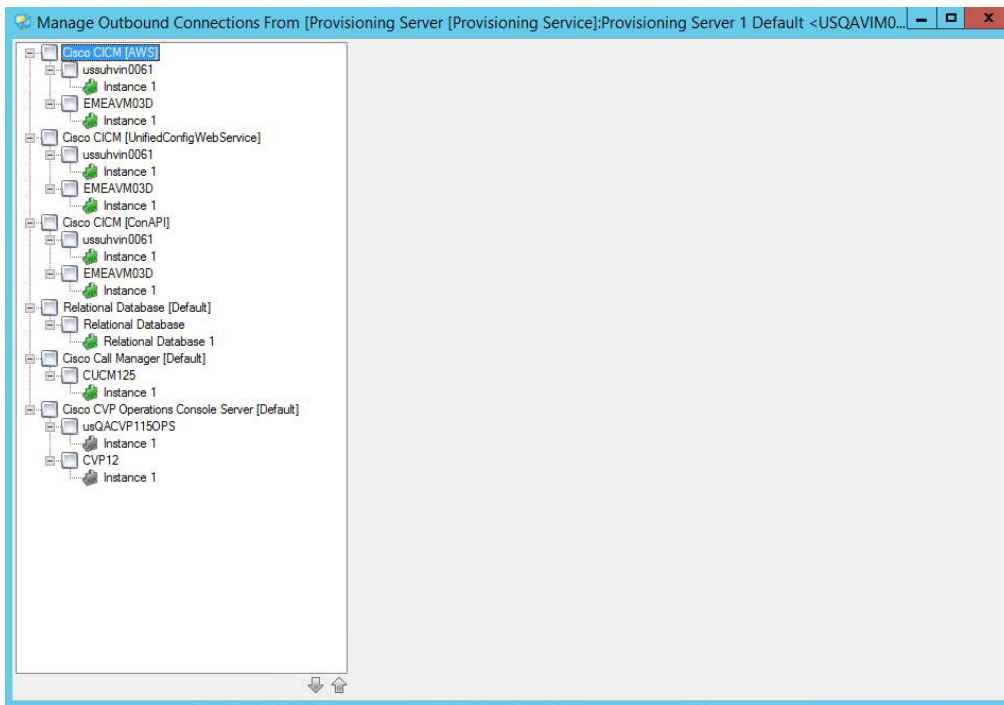 Manage Outbound Connections From [Provisioning Server [Provisioning Service]:Provisioning Server 1 Default <USQAVIM0...
Cisco CICM [AWS]
ussuhvin0061
Instance 1
EMEAVM03D
Instance 1
Cisco CICM [UnifiedConfigWebService]
ussuhvin0061
Instance 1
EMEAVM03D
Instance 1
Cisco CICM [ConAPI]
ussuhvin0061
Instance 1
EMEAVM03D
Instance 1
Relational Database [Default]
Relational Database
Relational Database 1
Cisco Call Manager [Default]
CUCM125
Instance 1
Cisco CVP Operations Console Server [Default]
usQACVP115OPS
Instance 1
CVP12
Instance 1